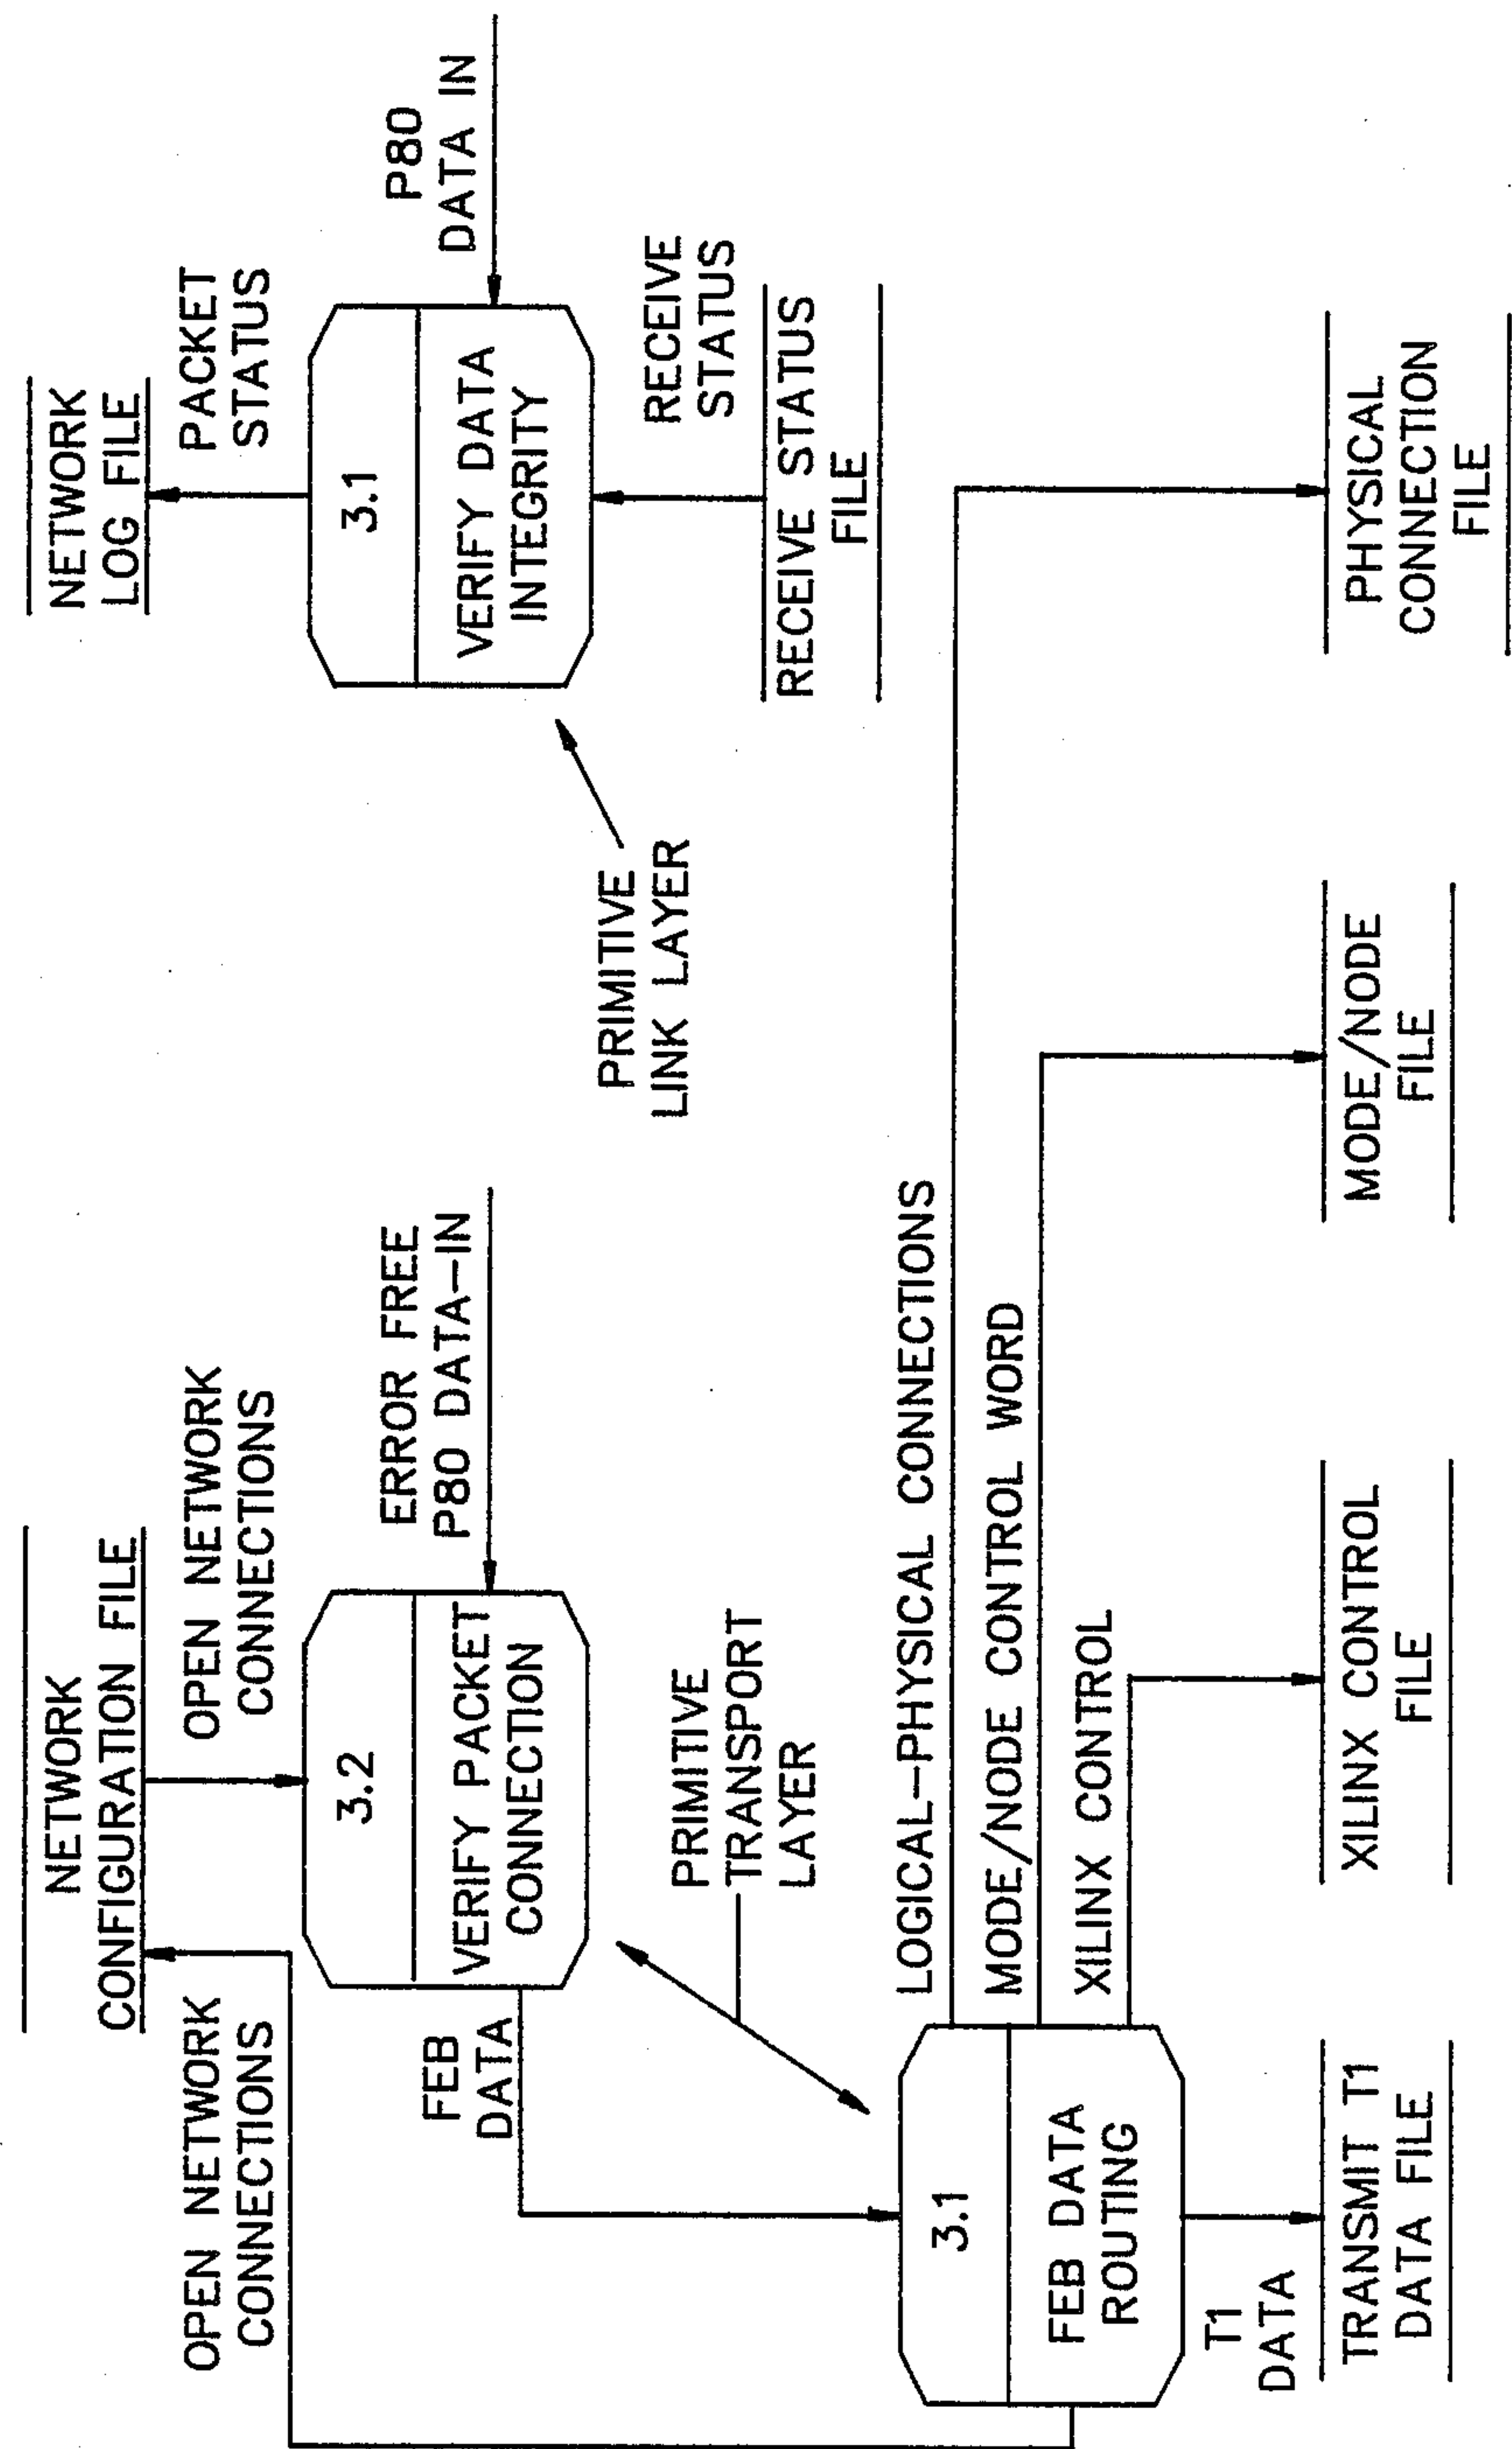 NETWORK
CONFIGURATION FILE
OPEN NETWORK
CONNECTIONS
OPEN NETWORK
CONNECTIONS
3.2
VERIFY PACKET
CONNECTION
ERROR FREE
P80 DATA-IN
FEB
DATA
PRIMITIVE
TRANSPORT
LAYER
NETWORK
LOG FILE
PACKET
STATUS
3.1
VERIFY DATA
INTEGRITY
P80
DATA IN
RECEIVE
STATUS
RECEIVE STATUS
FILE
PRIMITIVE
LINK LAYER
3.1
FEB DATA
ROUTING
LOGICAL-PHYSICAL CONNECTIONS
MODE/NODE CONTROL WORD
XILINX CONTROL
T1
DATA
TRANSMIT T1
DATA FILE
XILINX CONTROL
FILE
MODE/NODE
FILE
PHYSICAL
CONNECTION
FILE